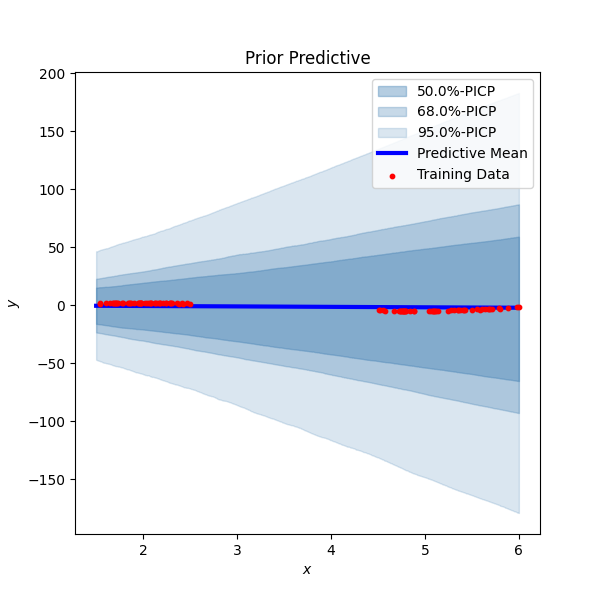 Prior Predictive
200
150
100
50
0
−50
−100
−150
y
2
3
4
5
6
x
50.0%-PICP
68.0%-PICP
95.0%-PICP
Predictive Mean
Training Data